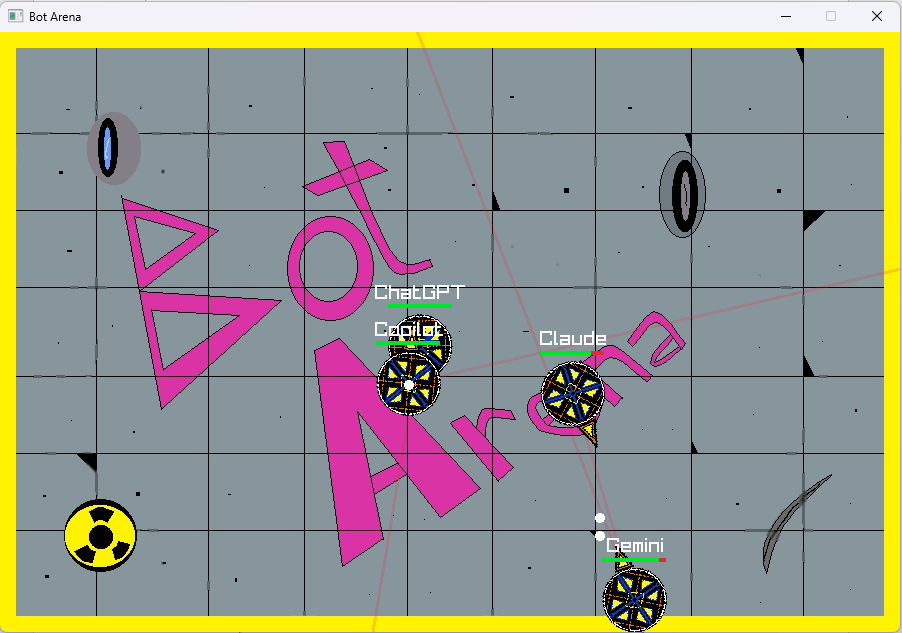 Bot Arena
Bot
ChatGPT
Copilot
Claude
Arena
Gemini